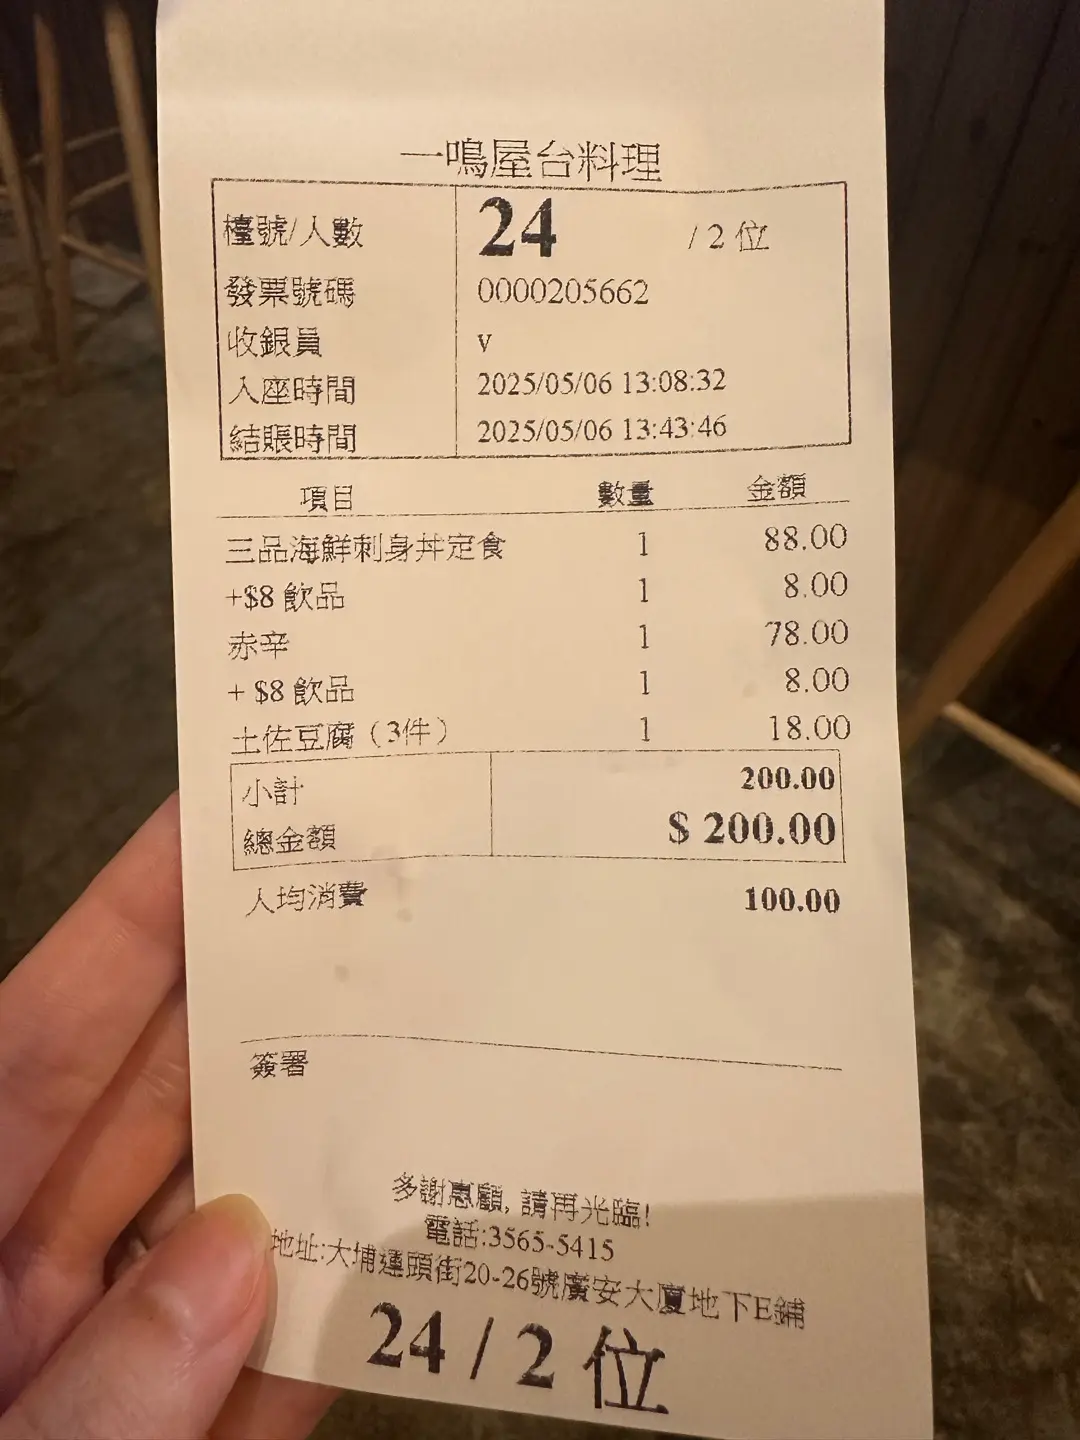 一鳴屋台料理
檯號/人數 24 / 2 位
發票號碼 0000205662
收銀員 v
入座時間 2025/05/06 13:08:32
結賬時間 2025/05/06 13:43:46
項目 數量 金額
三品海鮮刺身丼定食 1 88.00
+$8 飲品 1 8.00
赤辛 1 78.00
+ $8 飲品 1 8.00
土佐豆腐（3件） 1 18.00
小計 200.00
總金額 $ 200.00
人均消費 100.00
簽署
多謝惠顧, 請再光臨!
電話:3565-5415
地址:大埔運頭街20-26號廣安大廈地下E鋪
24 / 2 位